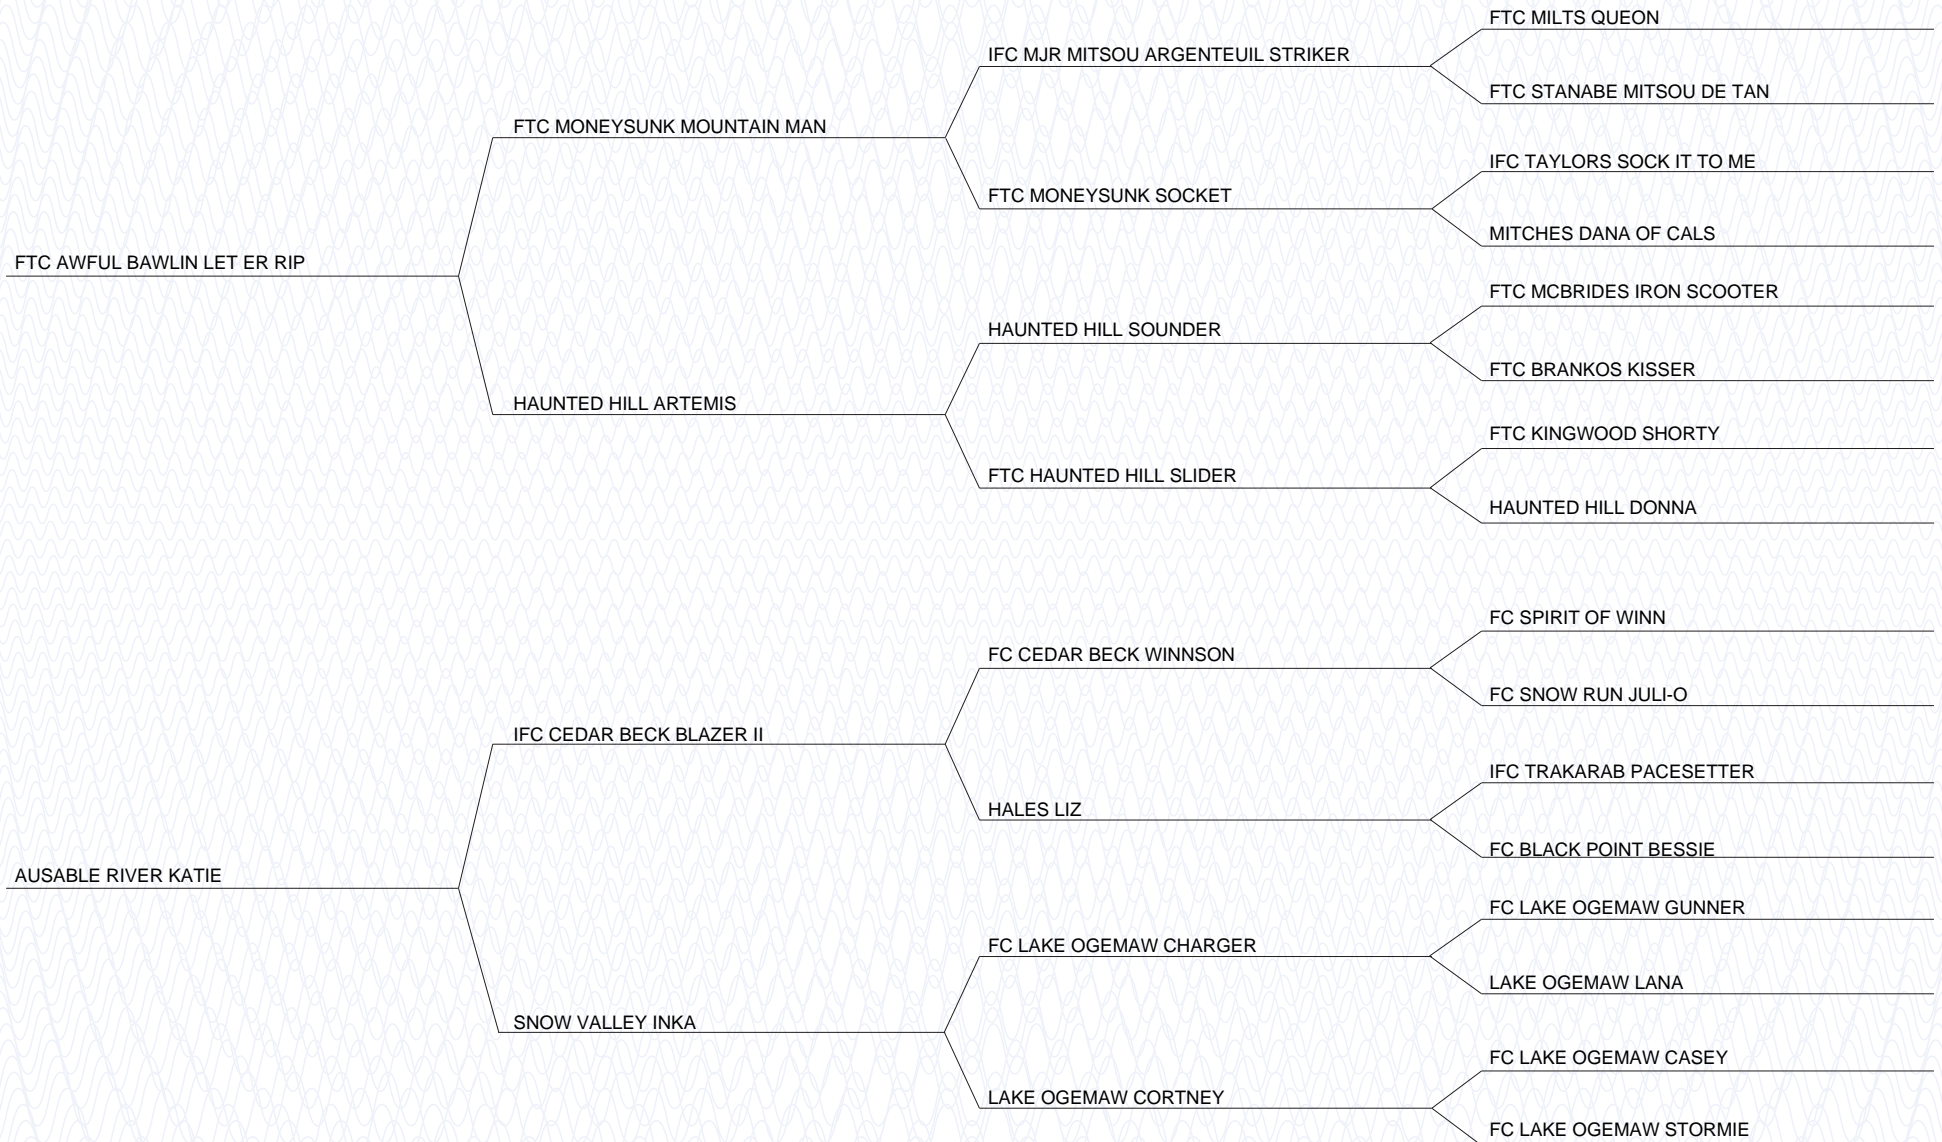 FTC MILTS QUEON
IFC MJR MITSOU ARGENTEUIL STRIKER
FTC STANABE MITSOU DE TAN
FTC MONEYSUNK MOUNTAIN MAN
IFC TAYLORS SOCK IT TO ME
FTC MONEYSUNK SOCKET
MITCHES DANA OF CALS
FTC AWFUL BAWLIN LET ER RIP
FTC MCBRIDES IRON SCOOTER
HAUNTED HILL SOUNDER
FTC BRANKOS KISSER
HAUNTED HILL ARTEMIS
FTC KINGWOOD SHORTY
FTC HAUNTED HILL SLIDER
HAUNTED HILL DONNA
FC SPIRIT OF WINN
FC CEDAR BECK WINNSON
FC SNOW RUN JULI-O
IFC CEDAR BECK BLAZER II
IFC TRAKARAB PACESETTER
HALES LIZ
FC BLACK POINT BESSIE
AUSABLE RIVER KATIE
FC LAKE OGEMAW GUNNER
FC LAKE OGEMAW CHARGER
LAKE OGEMAW LANA
SNOW VALLEY INKA
FC LAKE OGEMAW CASEY
LAKE OGEMAW CORTNEY
FC LAKE OGEMAW STORMIE